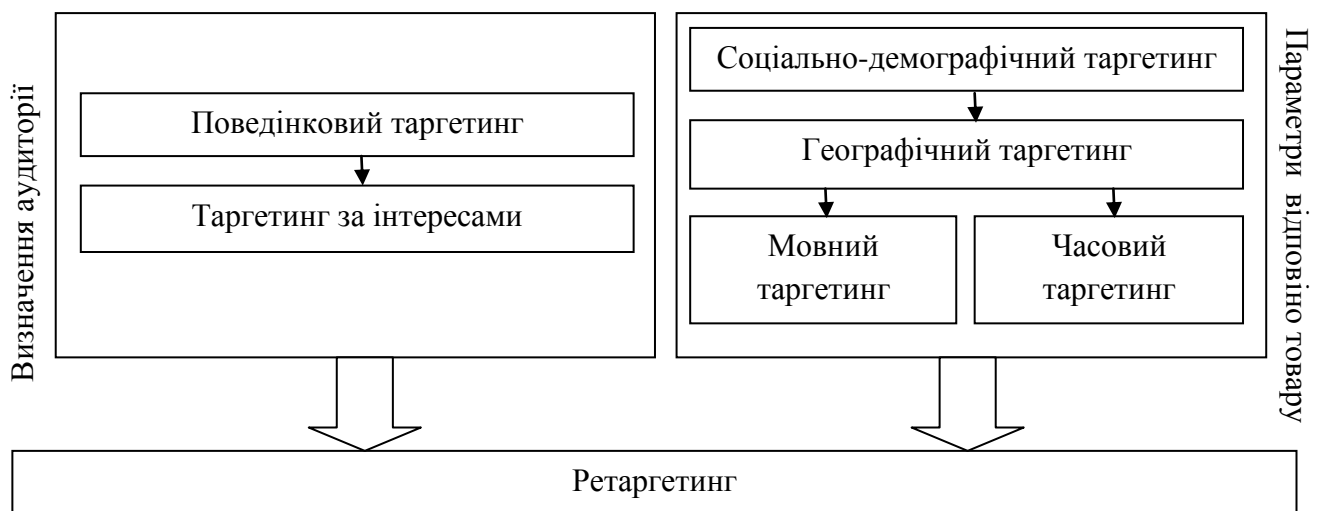 Визначення аудиторії
Поведінковий таргетинг
Таргетинг за інтересами
Соціально-демографічний таргетинг
Географічний таргетинг
Мовний
таргетинг
Часовий
таргетинг
Параметри відповіно товару
Ретаргетинг